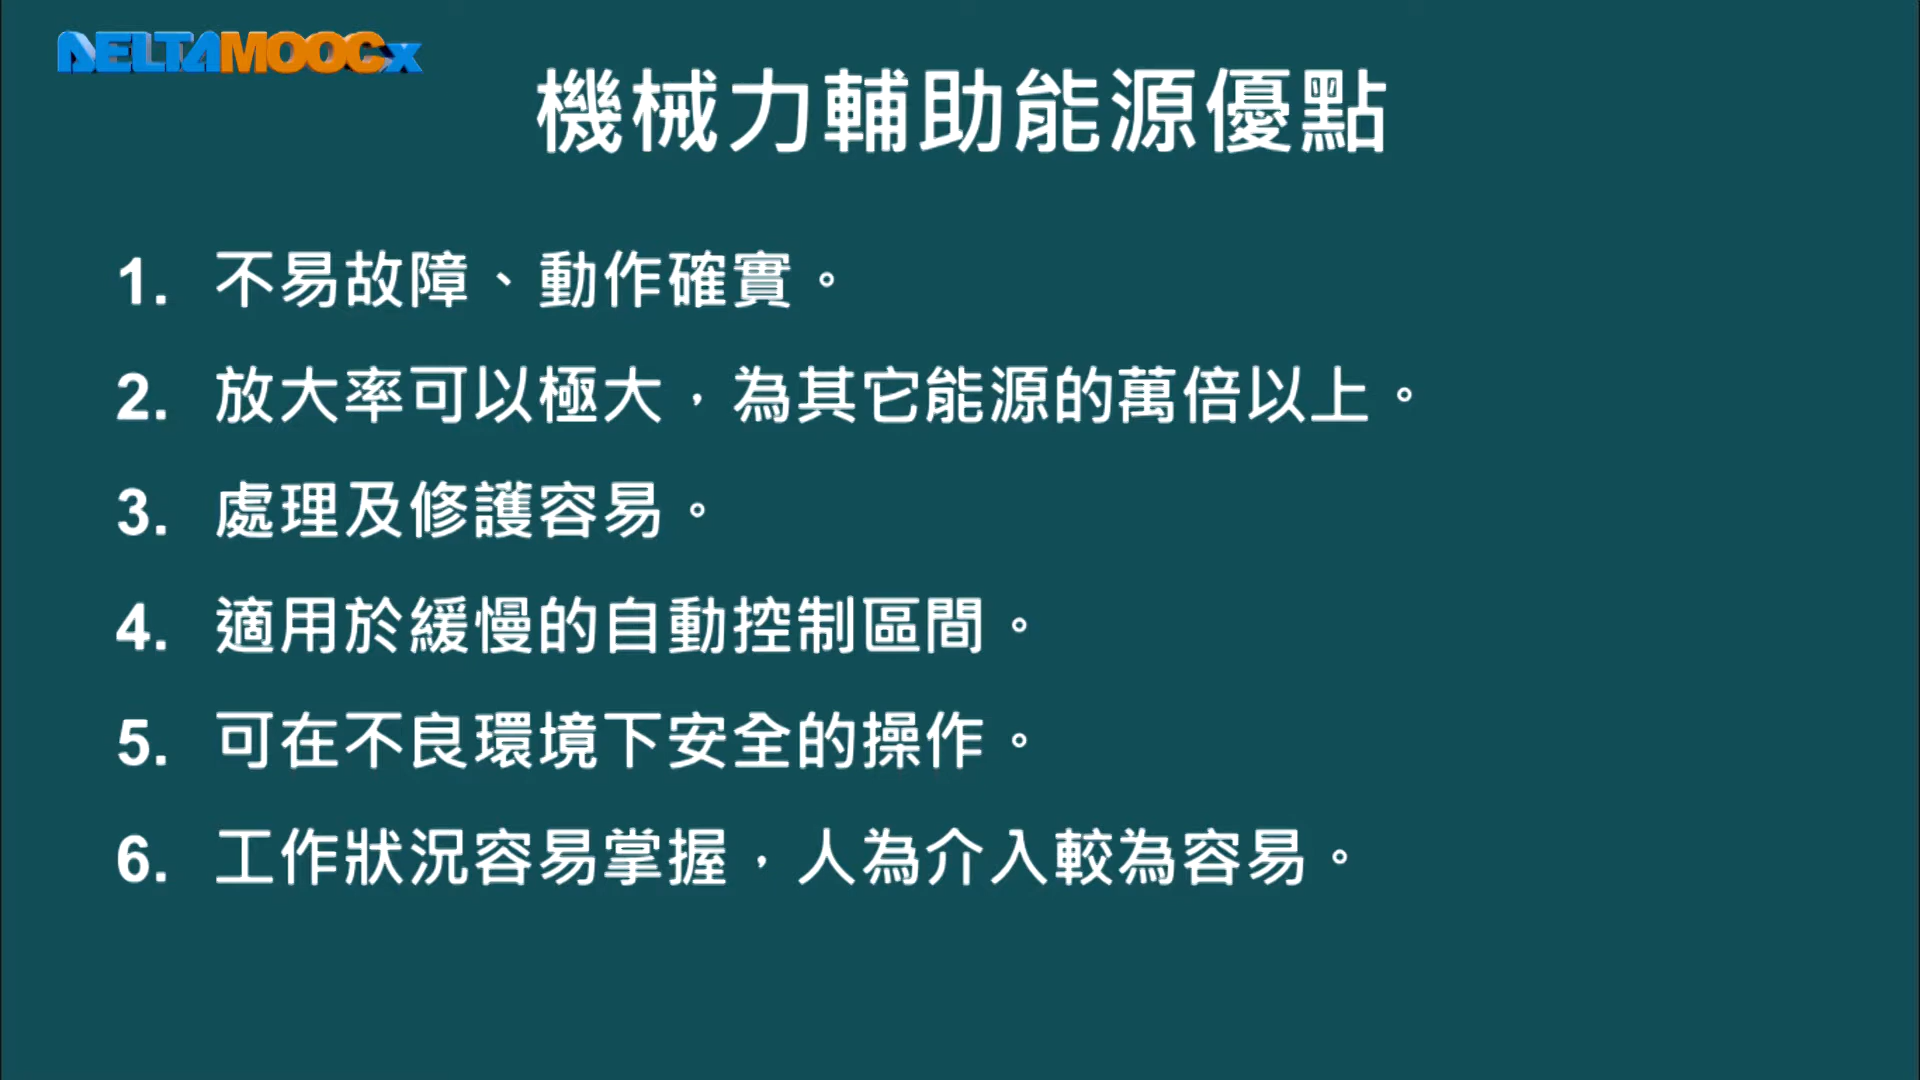 DELTAMOOCx
機械力輔助能源優點
1. 不易故障、動作確實。
2. 放大率可以極大，為其它能源的萬倍以上。
3. 處理及修護容易。
4. 適用於緩慢的自動控制區間。
5. 可在不良環境下安全的操作。
6. 工作狀況容易掌握，人為介入較為容易。